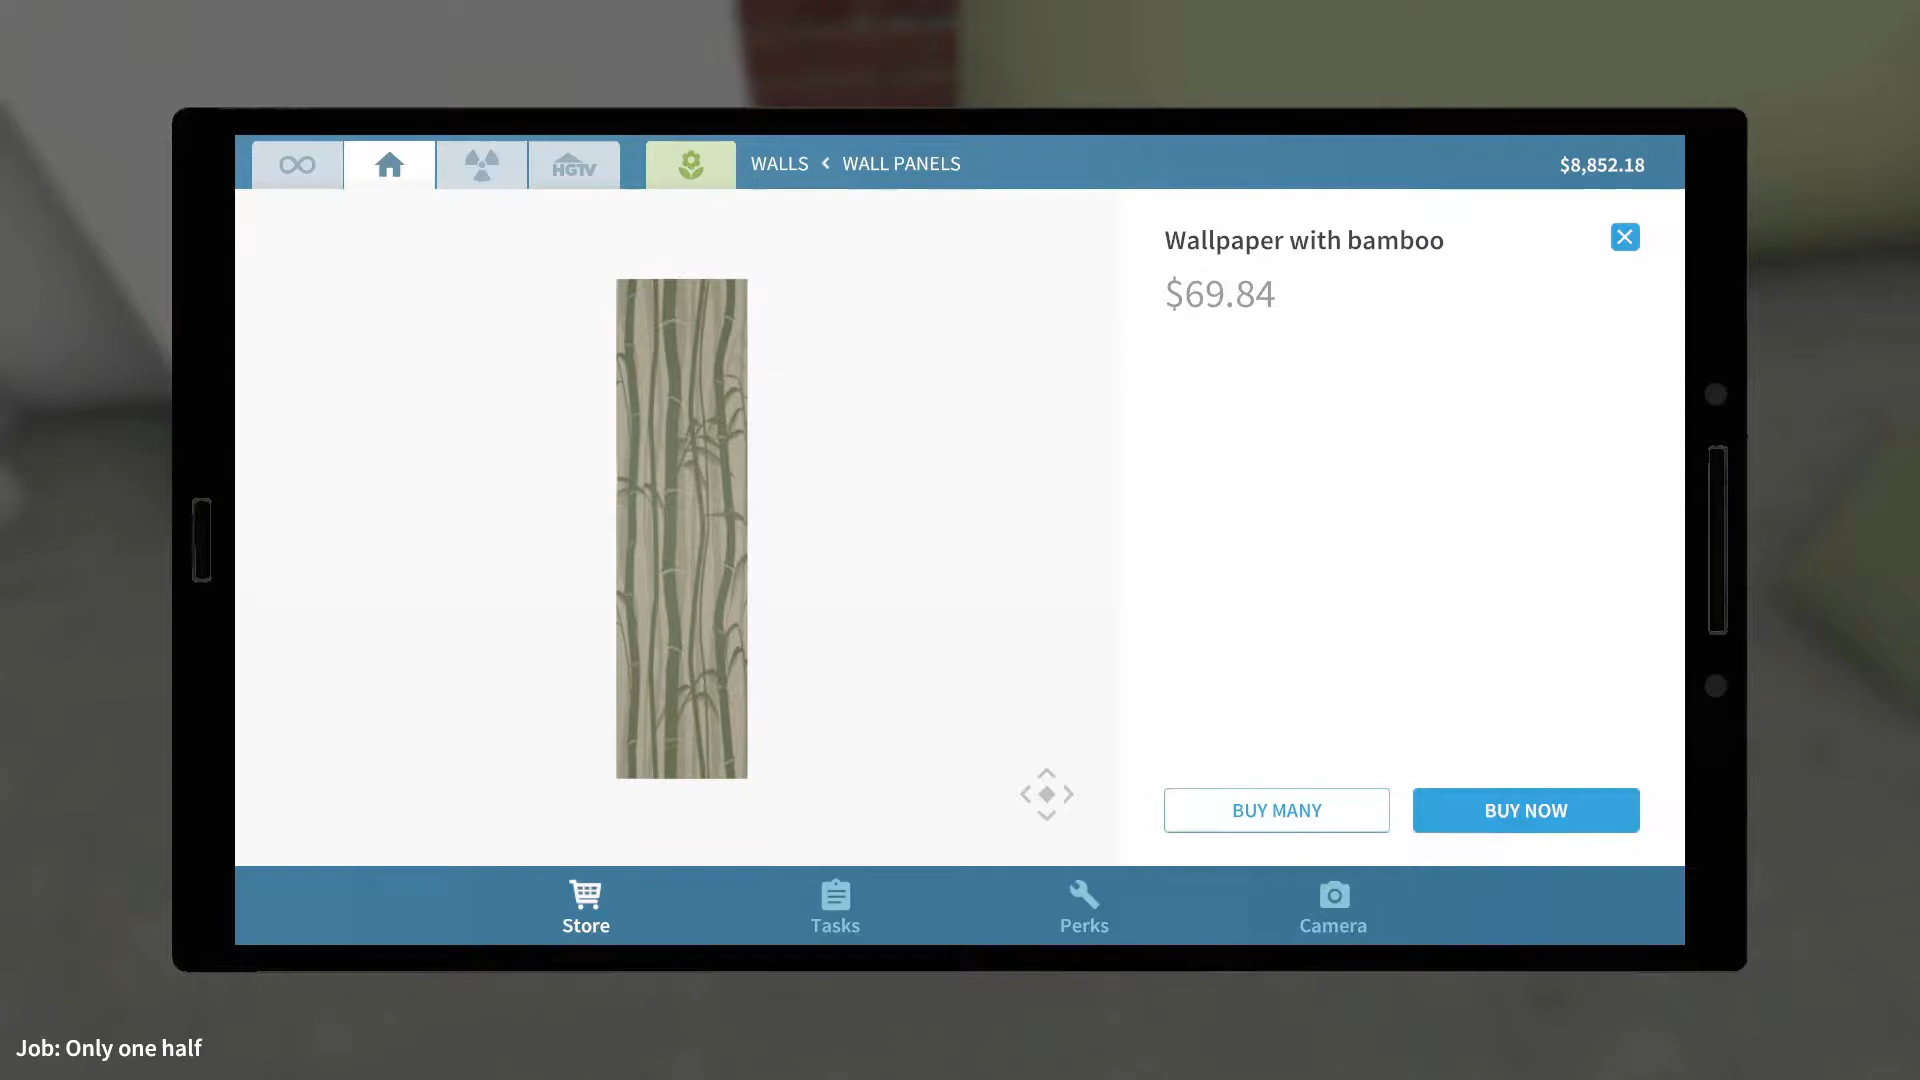 HGTV
WALLS < WALL PANELS
$8,852.18
Wallpaper with bamboo
$69.84
BUY MANY
BUY NOW
Store
Tasks
Perks
Camera
Job: Only one half